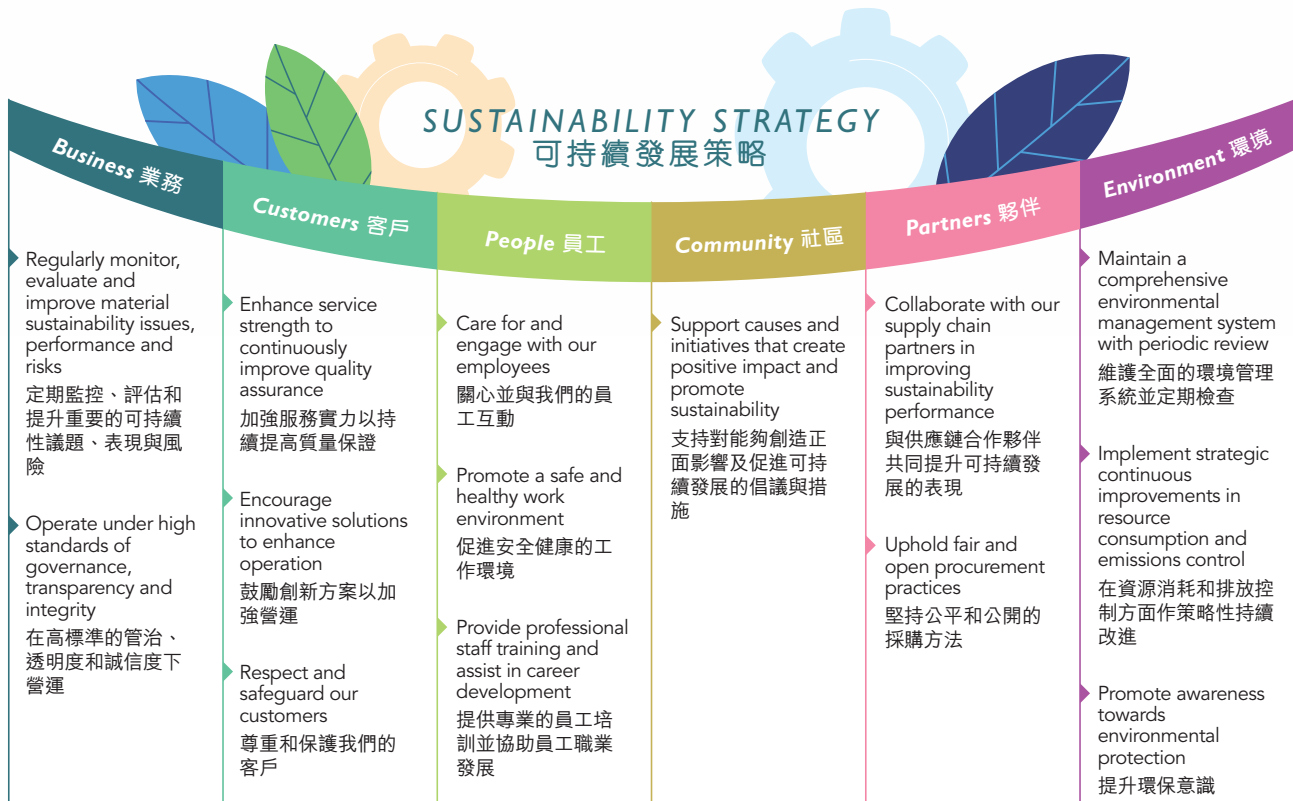 SUSTAINABILITY STRATEGY
可持續發展策略
Business 業務
Regularly monitor,
evaluate and
improve material
sustainability issues,
performance and
risks
定期監控、評估和
提升重要的可持續
性議題、表現與風
險
Operate under high
standards of
governance,
transparency and
integrity
在高標準的管治、
透明度和誠信度下
營運
Customers 客戶
Enhance service
strength to
continuously
improve quality
assurance
加強服務實力以持
續提高質量保證
Encourage
innovative solutions
to enhance
operation
鼓勵創新方案以加
強營運
Respect and
safeguard our
customers
尊重和保護我們的
客戶
People 員工
Care for and
engage with our
employees
關心並與我們的員
工互動
Promote a safe and
healthy work
environment
促進安全健康的工
作環境
Provide professional
staff training and
assist in career
development
提供專業的員工培
訓並協助員工職業
發展
Community 社區
Support causes and
initiatives that create
positive impact and
promote
sustainability
支持對能夠創造正
面影響及促進可持
續發展的倡議與措
施
Partners 夥伴
Collaborate with our
supply chain
partners in
improving
sustainability
performance
與供應鏈合作夥伴
共同提升可持續發
展的表現
Uphold fair and
open procurement
practices
堅持公平和公開的
採購方法
Environment 環境
Maintain a
comprehensive
environmental
management system
with periodic review
維護全面的環境管理
系統並定期檢查
Implement strategic
continuous
improvements in
resource
consumption and
emissions control
在資源消耗和排放控
制方面作策略性持續
改進
Promote awareness
towards
environmental
protection
提升環保意識